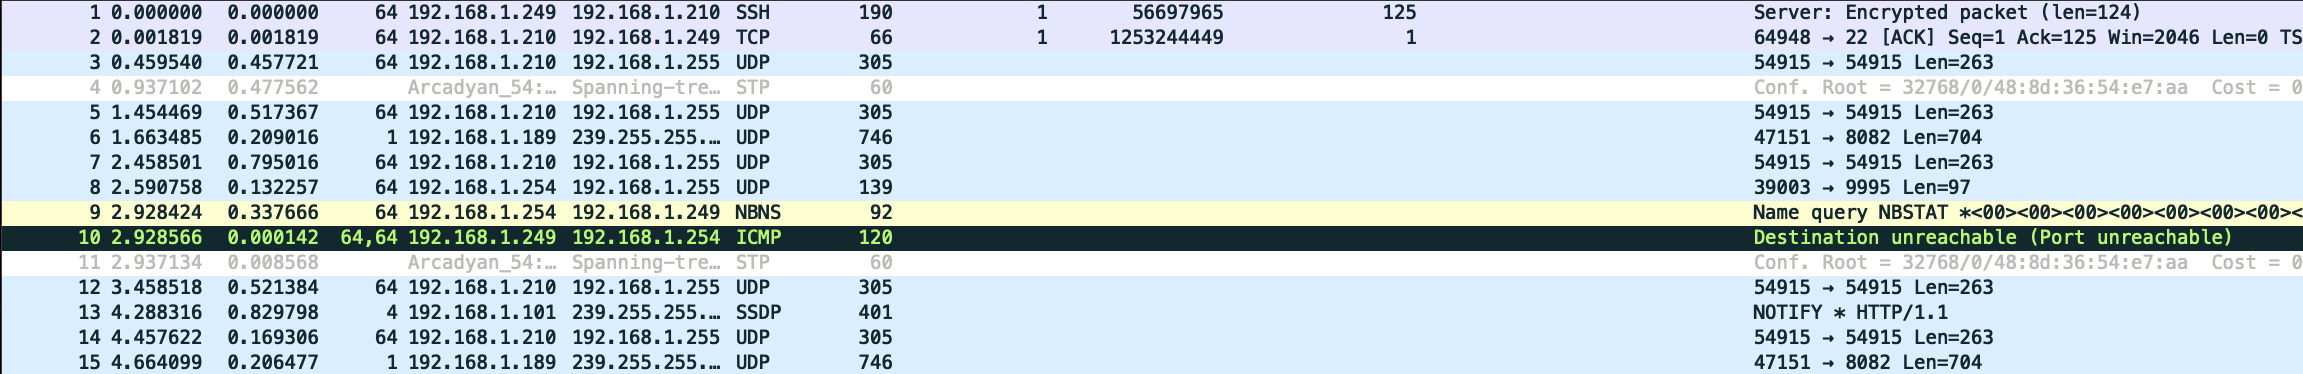 1 0.000000 0.000000 64 192.168.1.249 192.168.1.210 SSH 190 1 56697965 125 Server: Encrypted packet (len=124)
2 0.001819 0.001819 64 192.168.1.210 192.168.1.249 TCP 66 1 1253244449 1 64948 → 22 [ACK] Seq=1 Ack=125 Win=2046 Len=0 TS
3 0.459540 0.457721 64 192.168.1.210 192.168.1.255 UDP 305 54915 → 54915 Len=263
4 0.937102 0.477562 Arcadyan_54:… Spanning-tre… STP 60 Conf. Root = 32768/0/48:8d:36:54:e7:aa Cost = 0
5 1.454469 0.517367 64 192.168.1.210 192.168.1.255 UDP 305 54915 → 54915 Len=263
6 1.663485 0.209016 1 192.168.1.189 239.255.255.… UDP 746 47151 → 8082 Len=704
7 2.458501 0.795016 64 192.168.1.210 192.168.1.255 UDP 305 54915 → 54915 Len=263
8 2.590758 0.132257 64 192.168.1.254 192.168.1.255 UDP 139 39003 → 9995 Len=97
9 2.928424 0.337666 64 192.168.1.254 192.168.1.249 NBNS 92 Name query NBSTAT *<00><00><00><00><00><00><00><
10 2.928566 0.000142 64,64 192.168.1.249 192.168.1.254 ICMP 120 Destination unreachable (Port unreachable)
11 2.937134 0.008568 Arcadyan_54:… Spanning-tre… STP 60 Conf. Root = 32768/0/48:8d:36:54:e7:aa Cost = 0
12 3.458518 0.521384 64 192.168.1.210 192.168.1.255 UDP 305 54915 → 54915 Len=263
13 4.288316 0.829798 4 192.168.1.101 239.255.255.… SSDP 401 NOTIFY * HTTP/1.1
14 4.457622 0.169306 64 192.168.1.210 192.168.1.255 UDP 305 54915 → 54915 Len=263
15 4.664099 0.206477 1 192.168.1.189 239.255.255.… UDP 746 47151 → 8082 Len=704